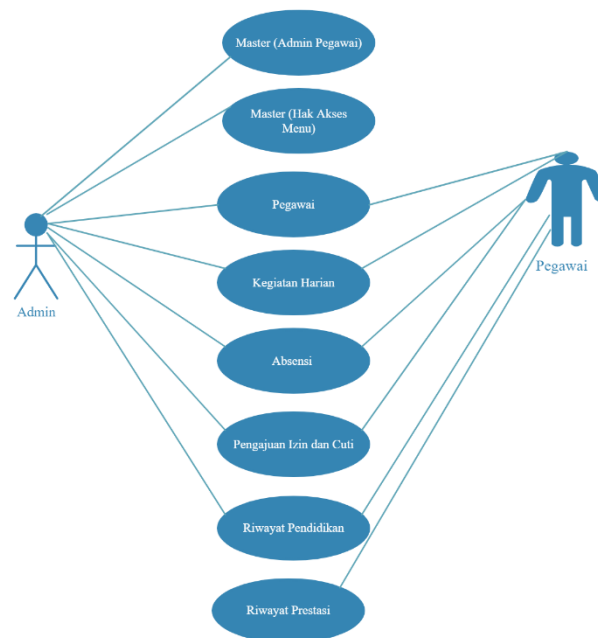 Master (Admin Pegawai)
Master (Hak Akses
Menu)
Pegawai
Kegiatan Harian
Pegawai
Admin
Absensi
Pengajuan Izin dan Cuti
Riwayat Pendidikan
Riwayat Prestasi